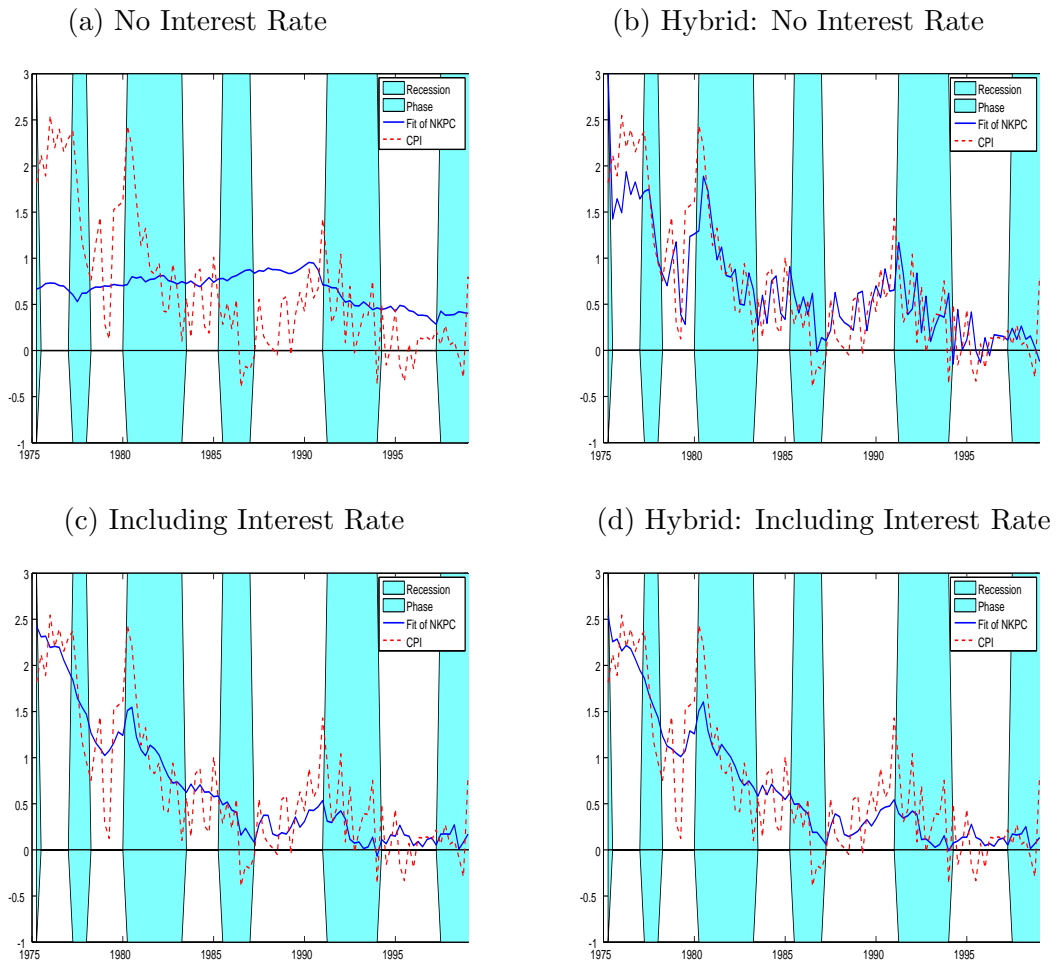 (a) No Interest Rate
3
2.5
2
1.5
1
0.5
0
-0.5
-1
1975
1980
1985
1990
1995
Recession
Phase
Fit of NKPC
CPI
(b) Hybrid: No Interest Rate
3
2.5
2
1.5
1
0.5
0
-0.5
-1
1975
1980
1985
1990
1995
Recession
Phase
Fit of NKPC
CPI
(c) Including Interest Rate
3
2.5
2
1.5
1
0.5
0
-0.5
-1
1975
1980
1985
1990
1995
Recession
Phase
Fit of NKPC
CPI
(d) Hybrid: Including Interest Rate
3
2.5
2
1.5
1
0.5
0
-0.5
-1
1975
1980
1985
1990
1995
Recession
Phase
Fit of NKPC
CPI